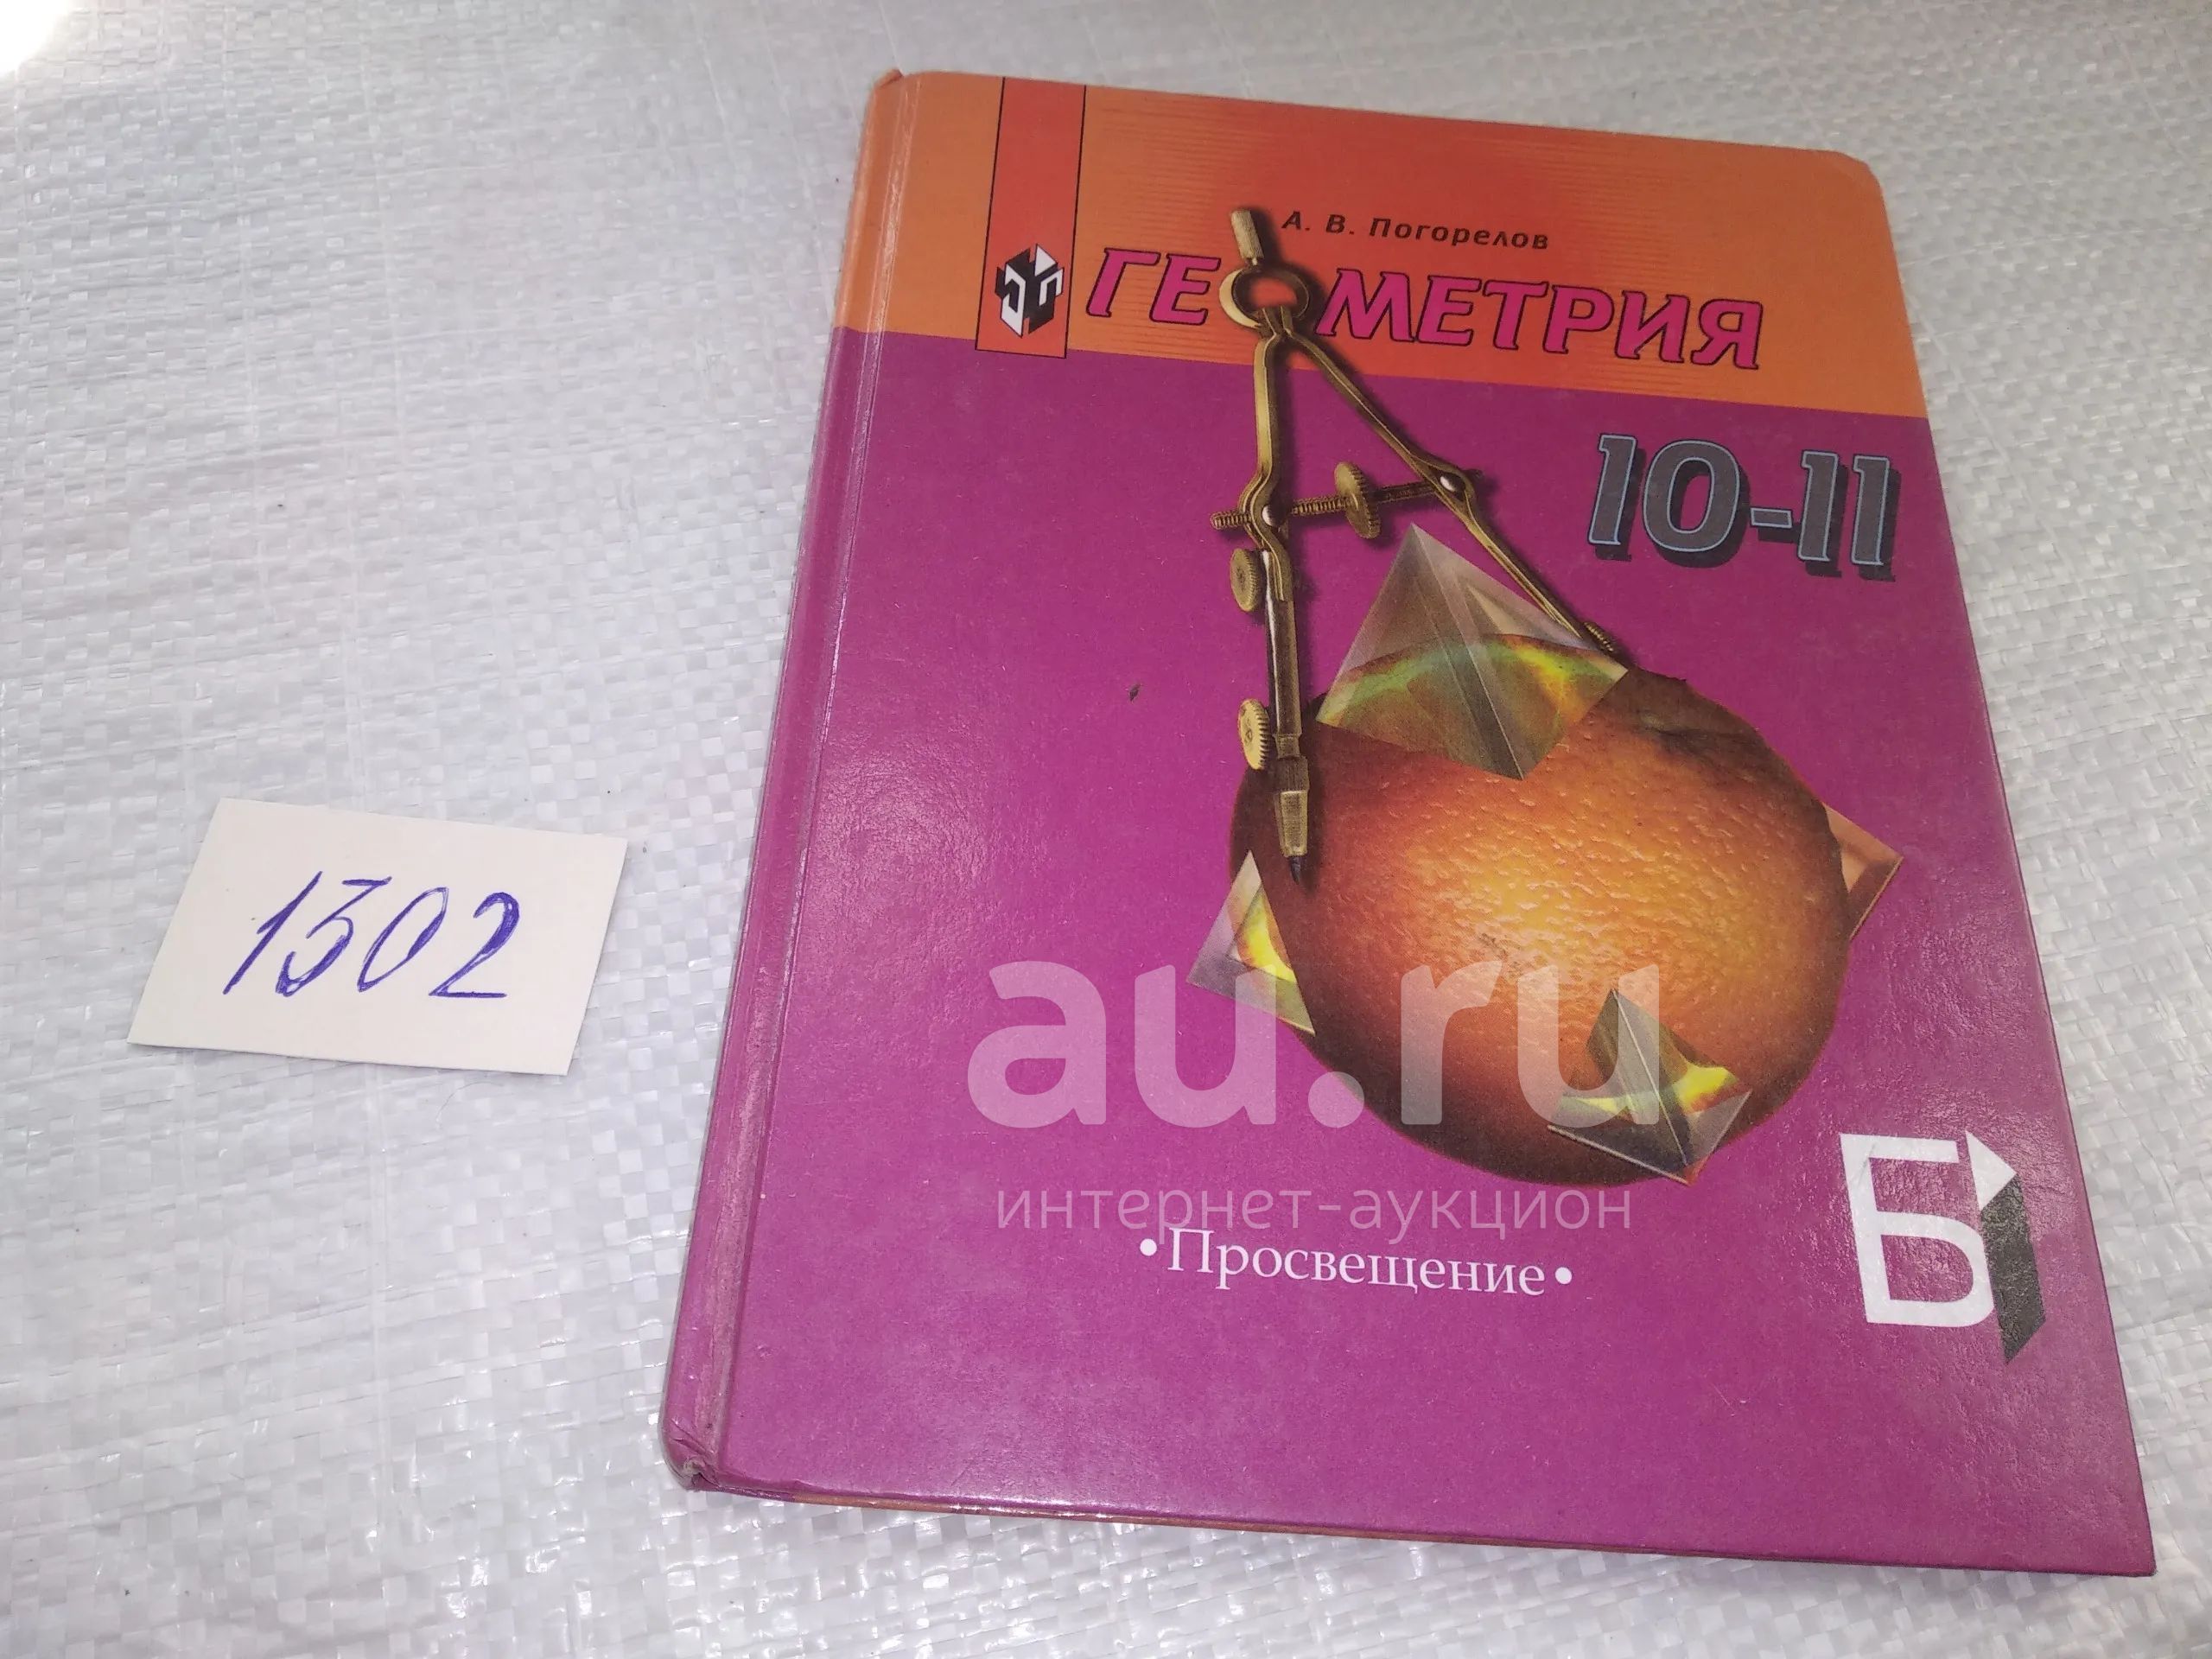 А. В. Погорелов
ГЕОМЕТРИЯ
10-11
1302
au.ru
интернет-аукцион
•Просвещение•
Б